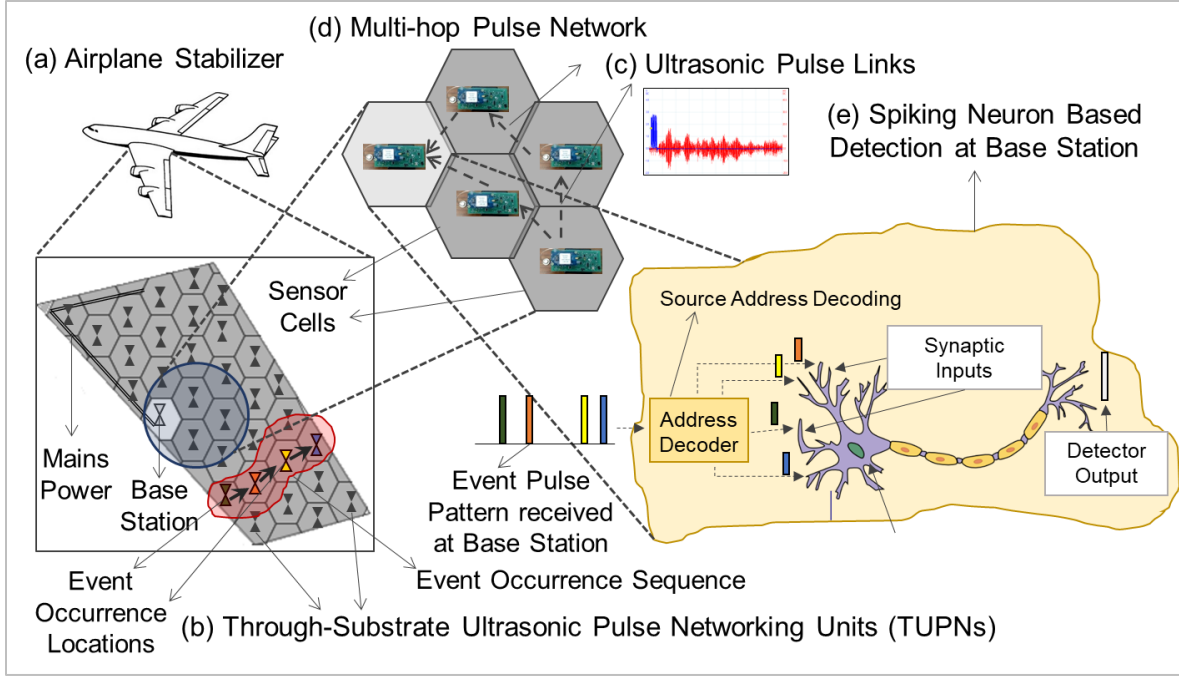 (d) Multi-hop Pulse Network
(a) Airplane Stabilizer
(c) Ultrasonic Pulse Links
(e) Spiking Neuron Based
Detection at Base Station
Sensor
Cells
Source Address Decoding
Synaptic
Inputs
Address
Decoder
Detector
Output
Mains
Power
Base
Station
Event Pulse
Pattern received
at Base Station
Event
Occurrence
Locations
Event Occurrence Sequence
(b) Through-Substrate Ultrasonic Pulse Networking Units (TUPNs)